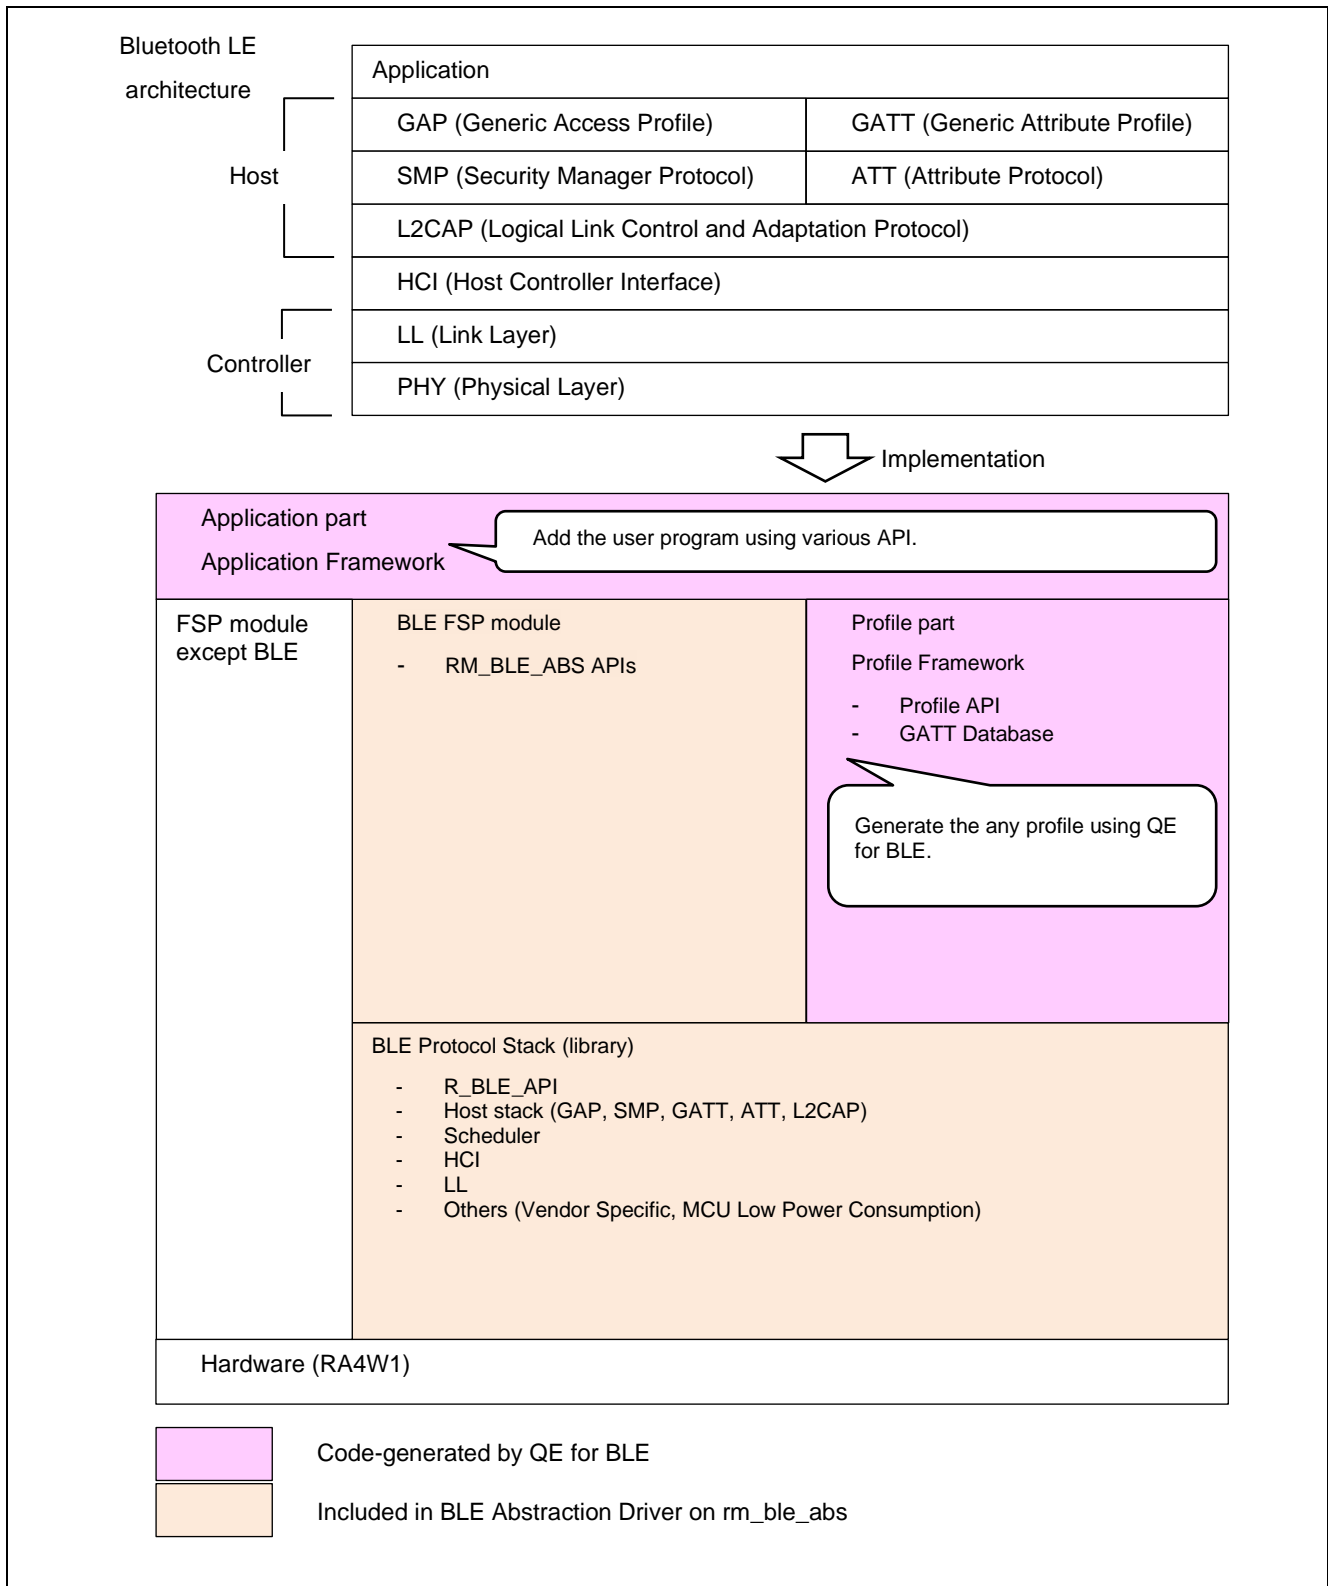 Bluetooth LE
architecture
Application
Host
GAP (Generic Access Profile)
GATT (Generic Attribute Profile)
SMP (Security Manager Protocol)
ATT (Attribute Protocol)
L2CAP (Logical Link Control and Adaptation Protocol)
HCI (Host Controller Interface)
Controller
LL (Link Layer)
PHY (Physical Layer)
Implementation
Application part
Application Framework
Add the user program using various API.
FSP module
except BLE
BLE FSP module
- RM_BLE_ABS APIs
Profile part
Profile Framework
- Profile API
- GATT Database
Generate the any profile using QE
for BLE.
BLE Protocol Stack (library)
- R_BLE_API
- Host stack (GAP, SMP, GATT, ATT, L2CAP)
- Scheduler
- HCI
- LL
- Others (Vendor Specific, MCU Low Power Consumption)
Hardware (RA4W1)
Code-generated by QE for BLE
Included in BLE Abstraction Driver on rm_ble_abs